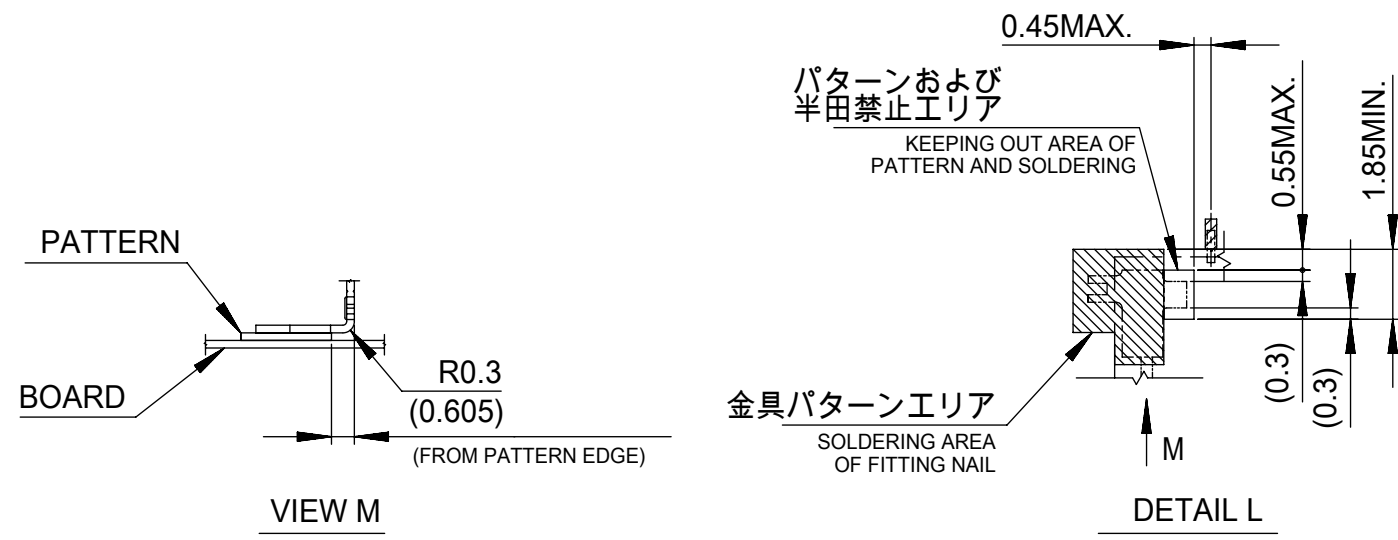 PATTERN
BOARD
R0.3
(0.605)
(FROM PATTERN EDGE)
VIEW M
0.45MAX.
パターンおよび
半田禁止エリア
KEEPING OUT AREA OF
PATTERN AND SOLDERING
0.55MAX.
1.85MIN.
(0.3)
(0.3)
金具パターンエリア
SOLDERING AREA
OF FITTING NAIL
M
DETAIL L